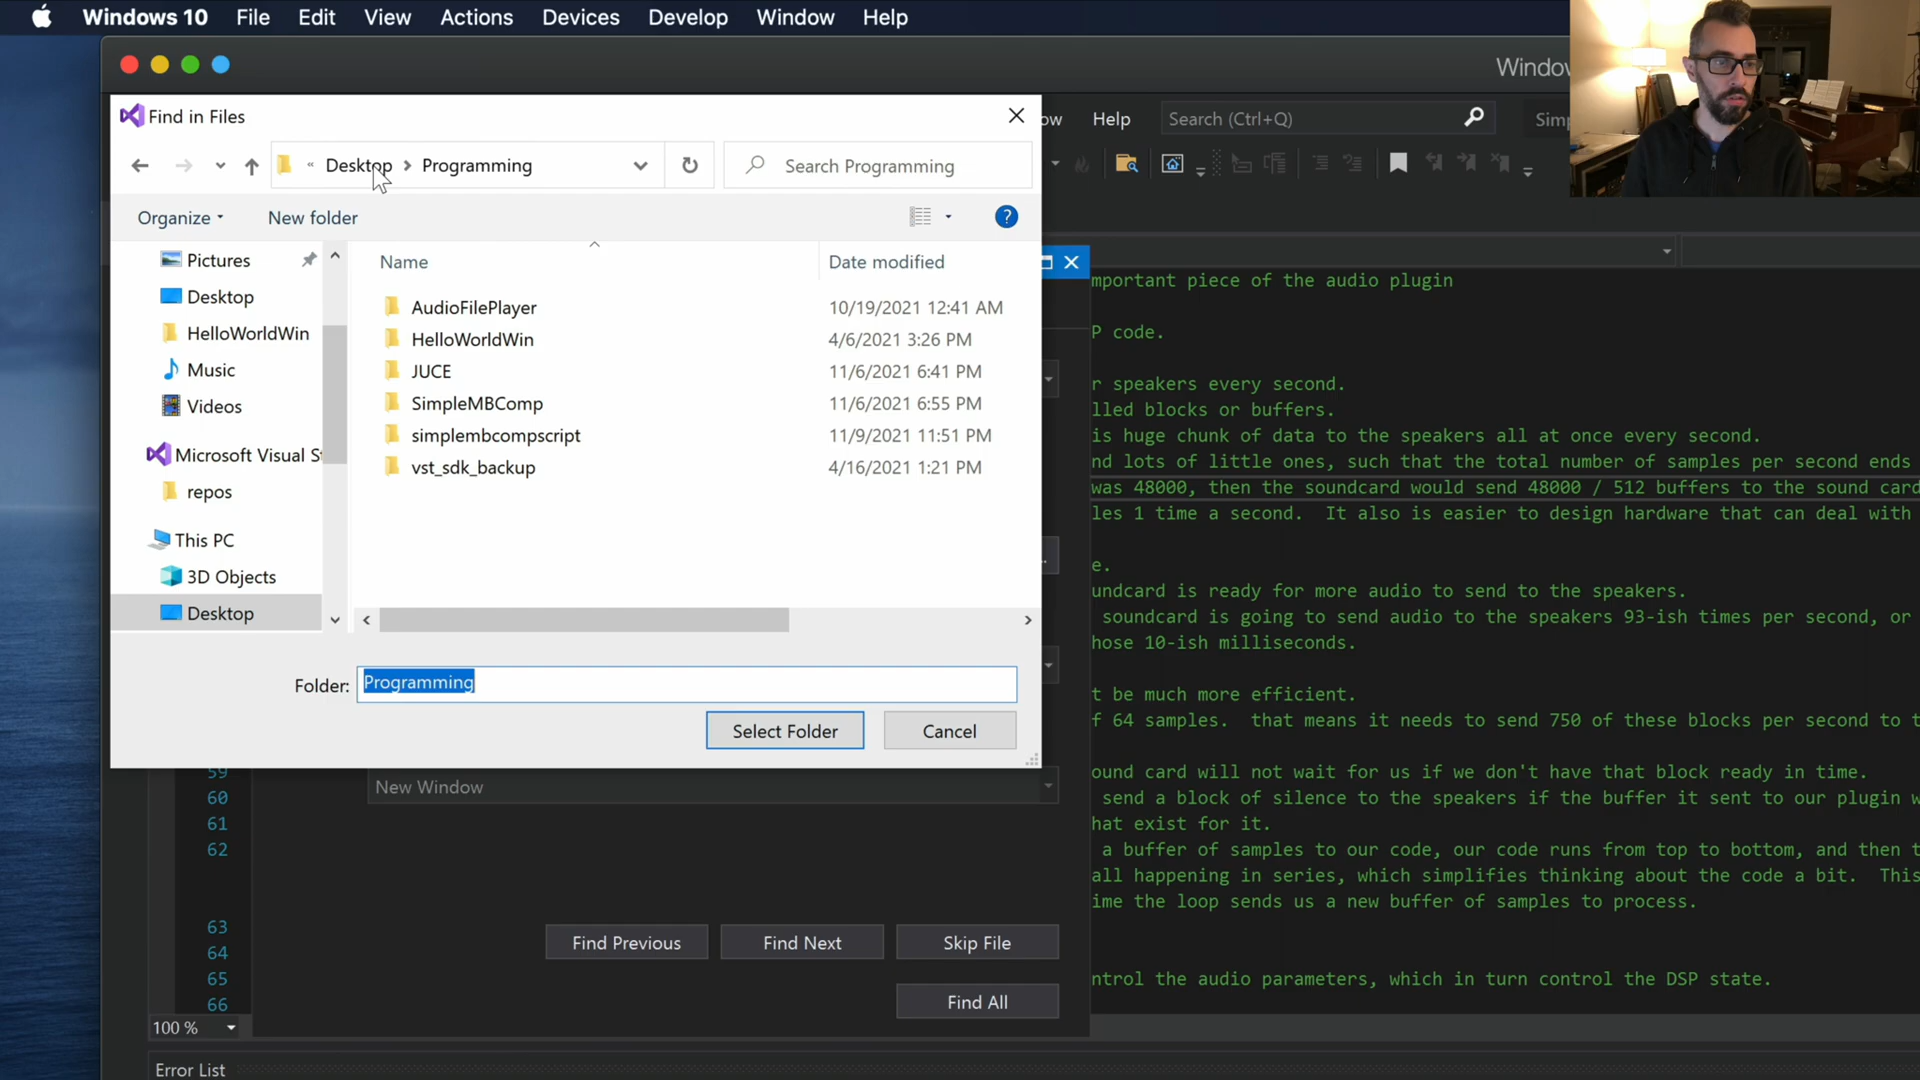 Windows 10 File Edit View Actions Devices Develop Window Help
Find in Files
Help
Search (Ctrl+Q)
« Desktop > Programming
Search Programming
Organize
New folder
?
Name
Date modified
Pictures
Desktop
HelloWorldWin
Music
Videos
repos
This PC
3D Objects
Desktop
AudioFilePlayer 10/19/2021 12:41 AM
HelloWorldWin 4/6/2021 3:26 PM
JUCE 11/6/2021 6:41 PM
SimpleMBComp 11/6/2021 6:55 PM
simplembcompscript 11/9/2021 11:51 PM
vst_sdk_backup 4/16/2021 1:21 PM
Microsoft Visual
Folder: Programming
Select Folder
Cancel
New Window
Find Previous
Find Next
Skip File
Find All
59
60
61
62
63
64
65
66
100 %
Error List
piece of the audio plugin
code.
speakers every second.
blocks or buffers.
is huge chunk of data to the speakers all at once every second.
lots of little ones, such that the total number of samples per second ends
was 48000, then the soundcard would send 48000 / 512 buffers to the sound card
1 time a second. It also is easier to design hardware that can deal with
is ready for more audio to send to the speakers.
soundcard is going to send audio to the speakers 93-ish times per second, or
10-ish milliseconds.
be much more efficient.
64 samples. that means it needs to send 750 of these blocks per second to
card will not wait for us if we don't have that block ready in time.
send a block of silence to the speakers if the buffer it sent to our plugin
exist for it.
a buffer of samples to our code, our code runs from top to bottom, and then
all happening in series, which simplifies thinking about the code a bit. This
the loop sends us a new buffer of samples to process.
the audio parameters, which in turn control the DSP state.